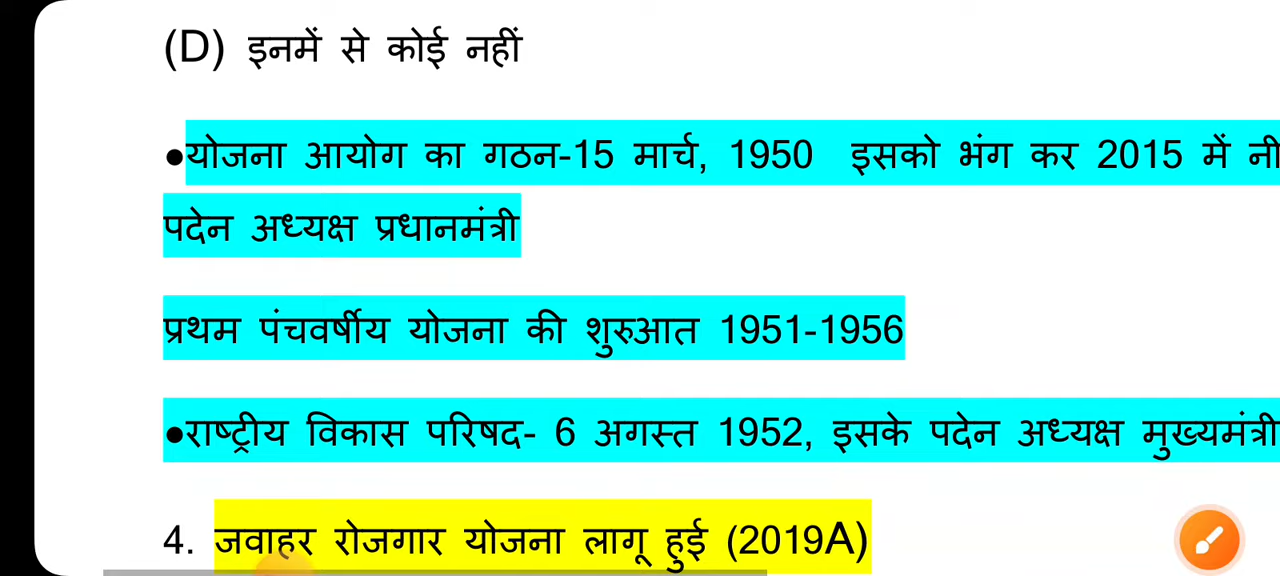 (D) इनमें से कोई नहीं
●योजना आयोग का गठन-15 मार्च, 1950 इसको भंग कर 2015 में
पदेन अध्यक्ष प्रधानमंत्री
प्रथम पंचवर्षीय योजना की शुरुआत 1951-1956
●राष्ट्रीय विकास परिषद- 6 अगस्त 1952, इसके पदेन अध्यक्ष मुख्यमंत्री
4. जवाहर रोजगार योजना लागू हुई (2019A)